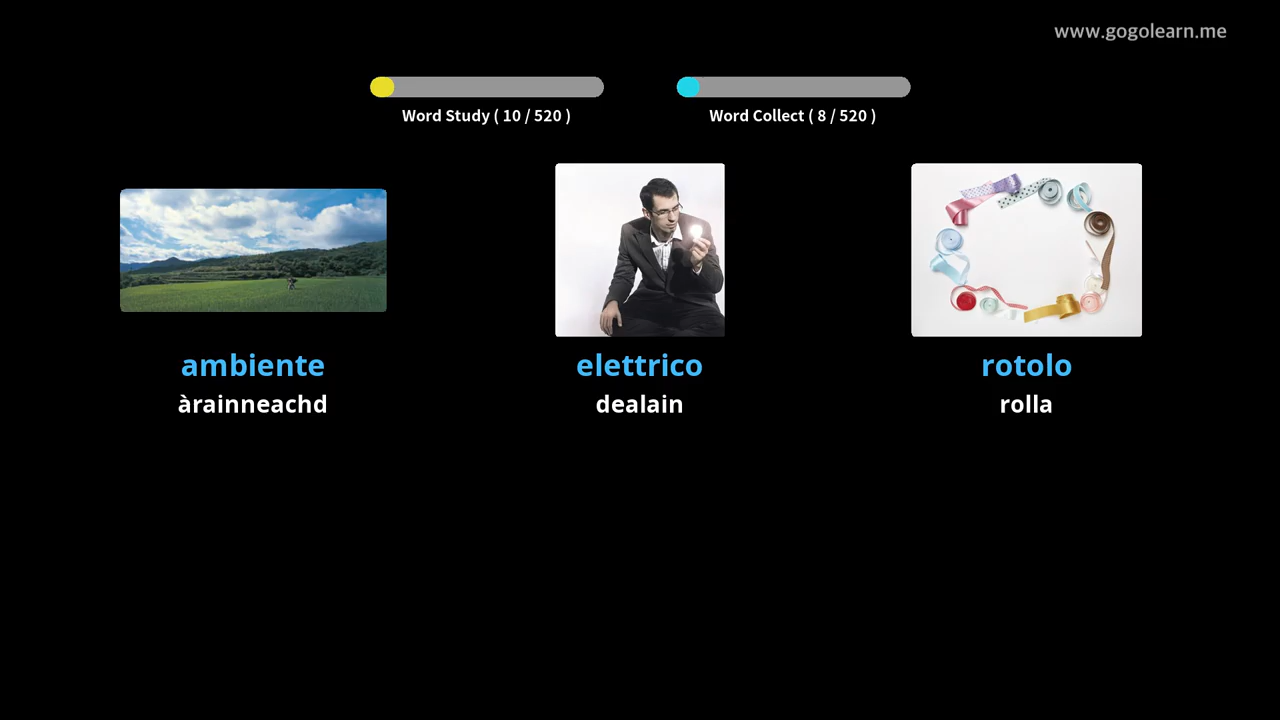 www.gogolearn.me
Word Study ( 10 / 520 )
Word Collect ( 8 / 520 )
ambiente
elettrico
rotolo
àrainneachd
dealain
rolla